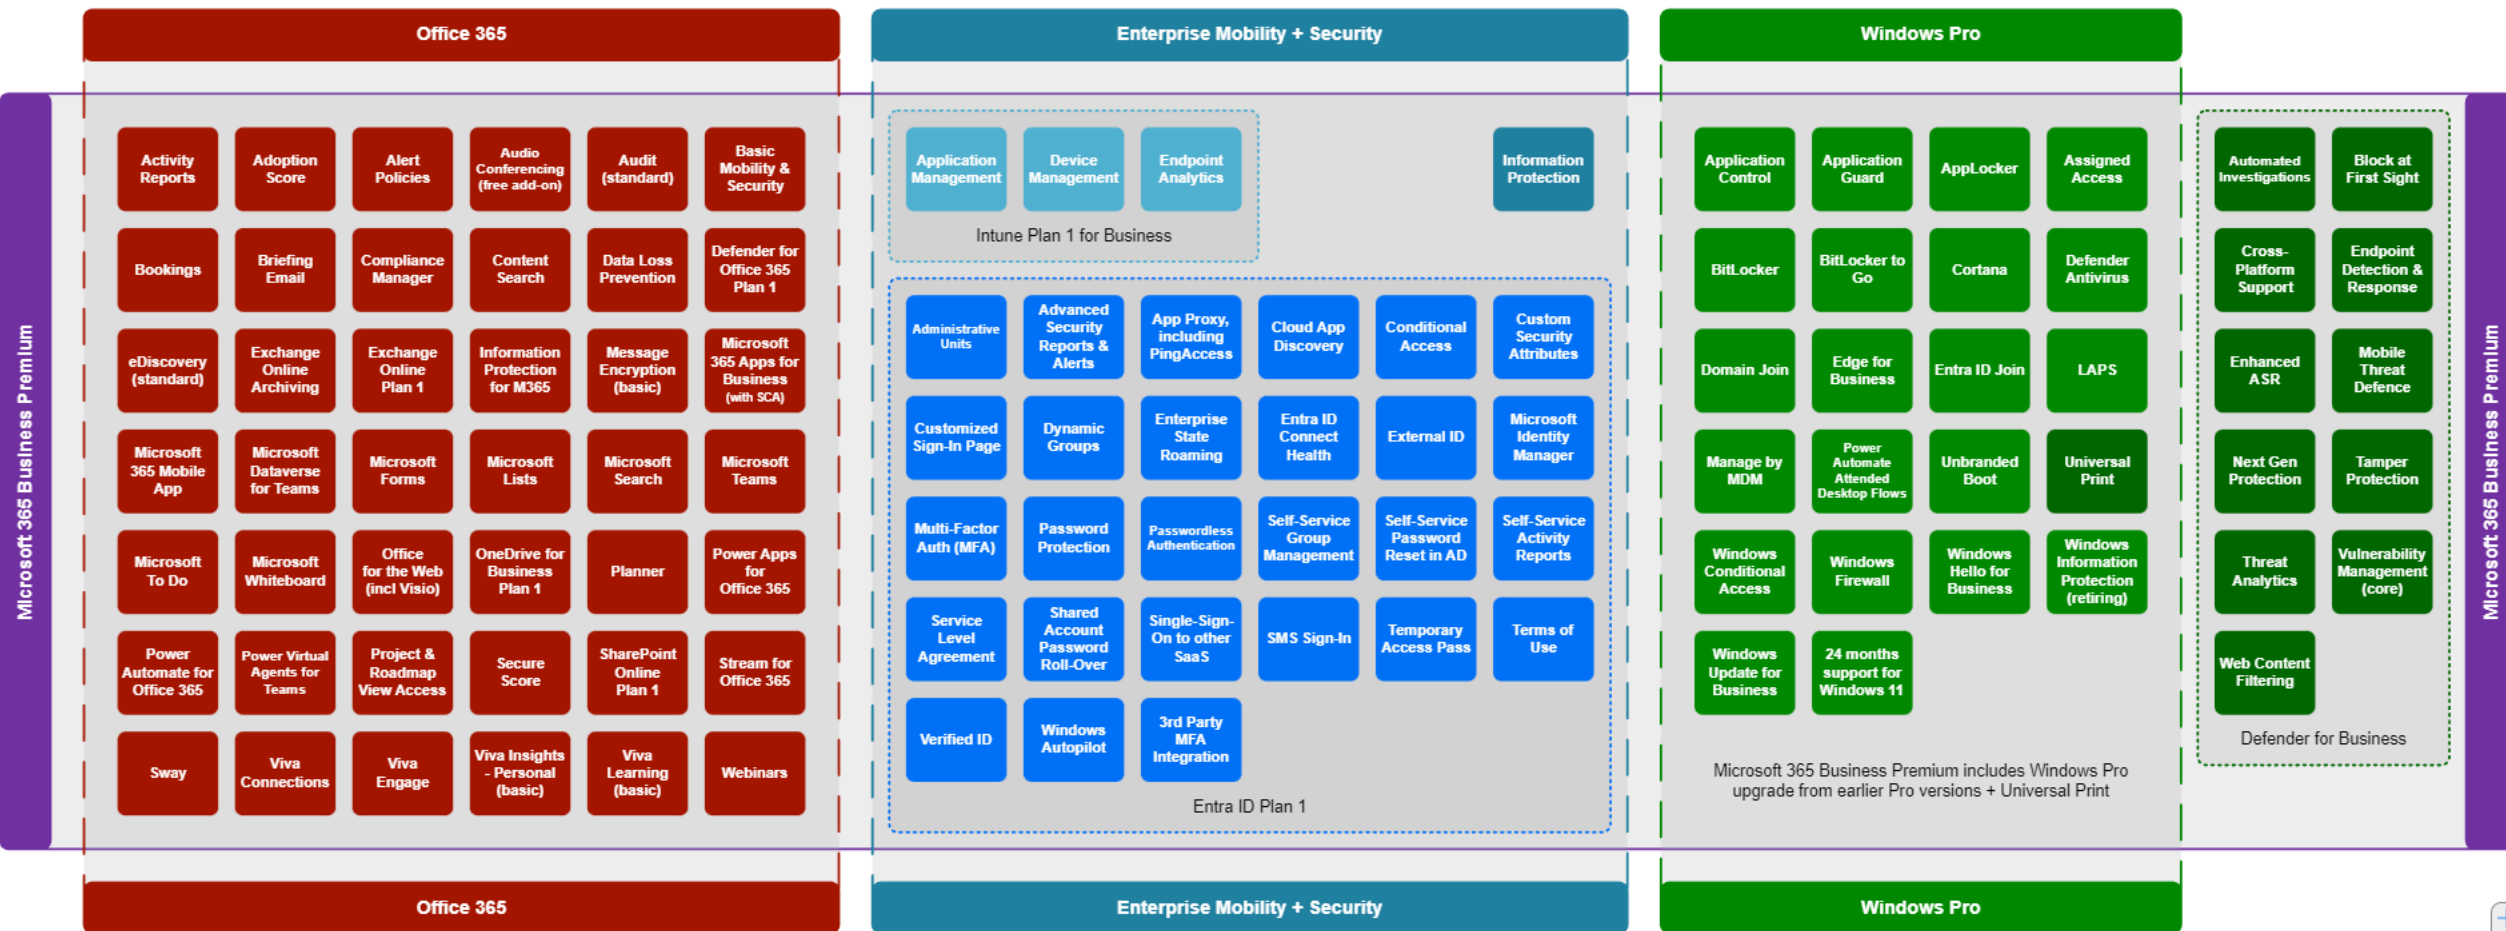 Office 365
Enterprise Mobility + Security
Windows Pro
Microsoft 365 Business Premium
Activity
Reports
Adoption
Score
Alert
Policies
Audio
Conferencing
(free add-on)
Audit
(standard)
Basic
Mobility &
Security
Bookings
Briefing
Email
Compliance
Manager
Content
Search
Data Loss
Prevention
Defender for
Office 365
Plan 1
eDiscovery
(standard)
Exchange
Online
Archiving
Exchange
Online
Plan 1
Information
Protection
for M365
Message
Encryption
(basic)
Microsoft
365 Apps for
Business
(with SCA)
Microsoft
365 Mobile
App
Microsoft
Dataverse
for Teams
Microsoft
Forms
Microsoft
Lists
Microsoft
Search
Microsoft
Teams
Microsoft
To Do
Microsoft
Whiteboard
Office
for the Web
(incl Visio)
OneDrive for
Business
Plan 1
Planner
Power Apps
for
Office 365
Power
Automate for
Office 365
Power Virtual
Agents for
Teams
Project &
Roadmap
View Access
Secure
Score
SharePoint
Online
Plan 1
Stream for
Office 365
Sway
Viva
Connections
Viva
Engage
Viva Insights
- Personal
(basic)
Viva
Learning
(basic)
Webinars
Application
Management
Device
Management
Endpoint
Analytics
Intune Plan 1 for Business
Information
Protection
Administrative
Units
Advanced
Security
Reports &
Alerts
App Proxy,
including
PingAccess
Cloud App
Discovery
Conditional
Access
Custom
Security
Attributes
Customized
Sign-In Page
Dynamic
Groups
Enterprise
State
Roaming
Entra ID
Connect
Health
External ID
Microsoft
Identity
Manager
Multi-Factor
Auth (MFA)
Password
Protection
Passwordless
Authentication
Self-Service
Group
Management
Self-Service
Password
Reset in AD
Self-Service
Activity
Reports
Service
Level
Agreement
Shared
Account
Password
Roll-Over
Single-Sign-
On to other
SaaS
SMS Sign-In
Temporary
Access Pass
Terms of
Use
Verified ID
Windows
Autopilot
3rd Party
MFA
Integration
Entra ID Plan 1
Application
Control
Application
Guard
AppLocker
Assigned
Access
BitLocker
BitLocker to
Go
Cortana
Defender
Antivirus
Domain Join
Edge for
Business
Entra ID Join
LAPS
Manage by
MDM
Power
Automate
Attended
Desktop Flows
Unbranded
Boot
Universal
Print
Windows
Conditional
Access
Windows
Firewall
Windows
Hello for
Business
Windows
Information
Protection
(retiring)
Windows
Update for
Business
24 months
support for
Windows 11
Microsoft 365 Business Premium includes Windows Pro
upgrade from earlier Pro versions + Universal Print
Automated
Investigations
Block at
First Sight
Cross-
Platform
Support
Endpoint
Detection &
Response
Enhanced
ASR
Mobile
Threat
Defence
Next Gen
Protection
Tamper
Protection
Threat
Analytics
Vulnerability
Management
(core)
Web Content
Filtering
Defender for Business
Microsoft 365 Business Premium
Office 365
Enterprise Mobility + Security
Windows Pro